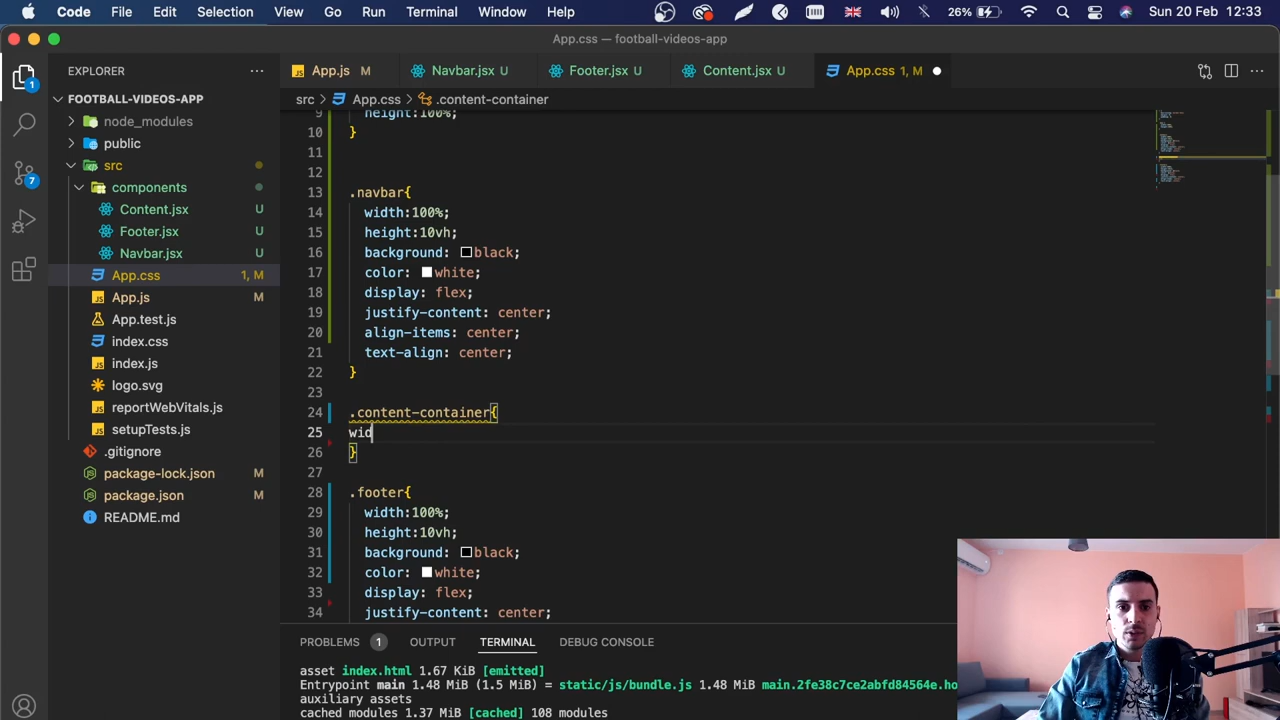 Code File Edit Selection View Go Run Terminal Window Help 26% Sun 20 Feb 12:33
App.css — football-videos-app
EXPLORER
App.js M
Navbar.jsx U
Footer.jsx U
Content.jsx U
App.css 1, M
1
src App.css .content-container
FOOTBALL-VIDEOS-APP
node_modules
public
src
components
Content.jsx U
Footer.jsx U
Navbar.jsx U
App.css 1, M
App.js M
App.test.js
index.css
index.js
logo.svg
reportWebVitals.js
setupTests.js
.gitignore
package-lock.json M
package.json M
README.md
7
9 height:100%;
10 }
11
12
13 .navbar{
14 width:100%;
15 height:10vh;
16 background: black;
17 color: white;
18 display: flex;
19 justify-content: center;
20 align-items: center;
21 text-align: center;
22 }
23
24 .content-container{
25 wid
26 }
27
28 .footer{
29 width:100%;
30 height:10vh;
31 background: black;
32 color: white;
33 display: flex;
34 justify-content: center;
PROBLEMS 1 OUTPUT TERMINAL DEBUG CONSOLE
asset index.html 1.67 KiB [emitted]
Entrypoint main 1.48 MiB (1.5 MiB) = static/js/bundle.js 1.48 MiB main.2fe38c7ce2abfd84564e.ho
auxiliary assets
cached modules 1.37 MiB [cached] 108 modules